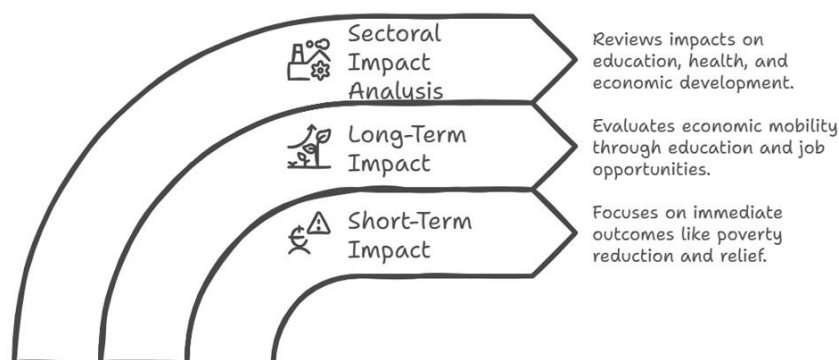 Sectoral
Impact
Analysis
Reviews impacts on
education, health, and
economic development.
Long-Term
Impact
Evaluates economic mobility
through education and job
opportunities.
Short-Term
Impact
Focuses on immediate
outcomes like poverty
reduction and relief.